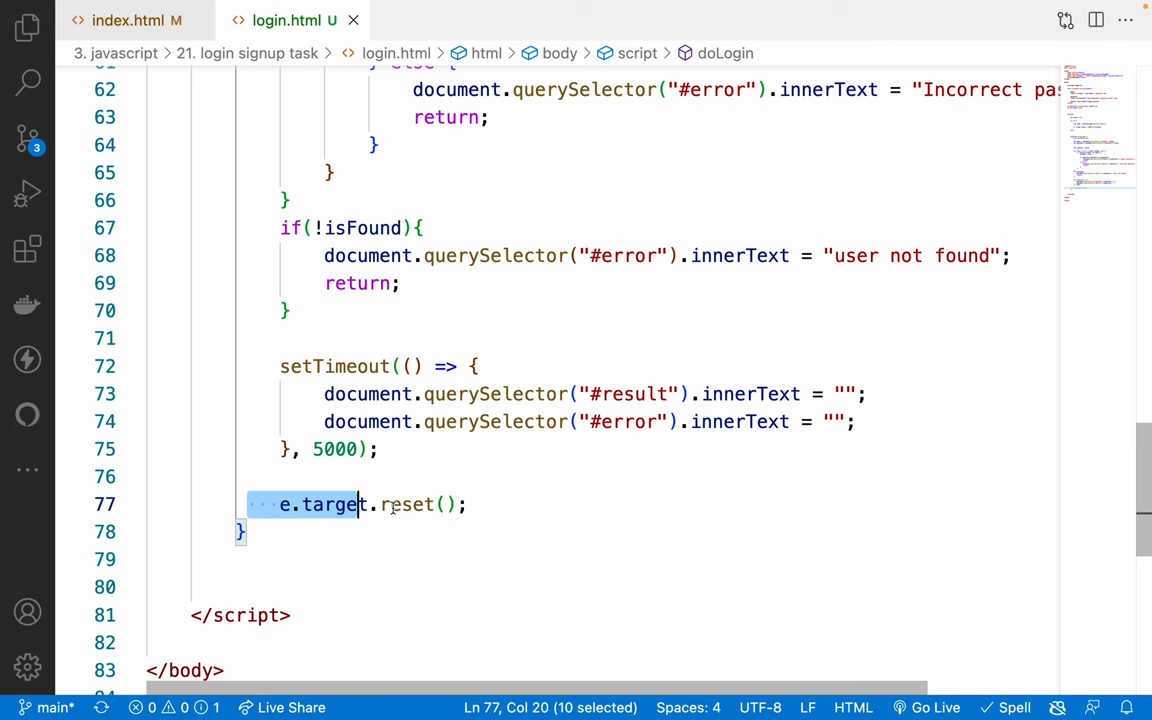 index.html M
login.html U
3. javascript > 21. login signup task > login.html > html > body > script > doLogin
61 } else {
62 document.querySelector("#error").innerText = "Incorrect pas
63 return;
64 }
65 }
66 }
67 if(!isFound){
68 document.querySelector("#error").innerText = "user not found";
69 return;
70 }
71
72 setTimeout(() => {
73 document.querySelector("#result").innerText = "";
74 document.querySelector("#error").innerText = "";
75 }, 5000);
76
77 e.target.reset();
78 }
79
80
81 </script>
82
83 </body>
84
3
main* 0 0 1 Live Share Ln 77, Col 20 (10 selected) Spaces: 4 UTF-8 LF HTML Go Live Spell